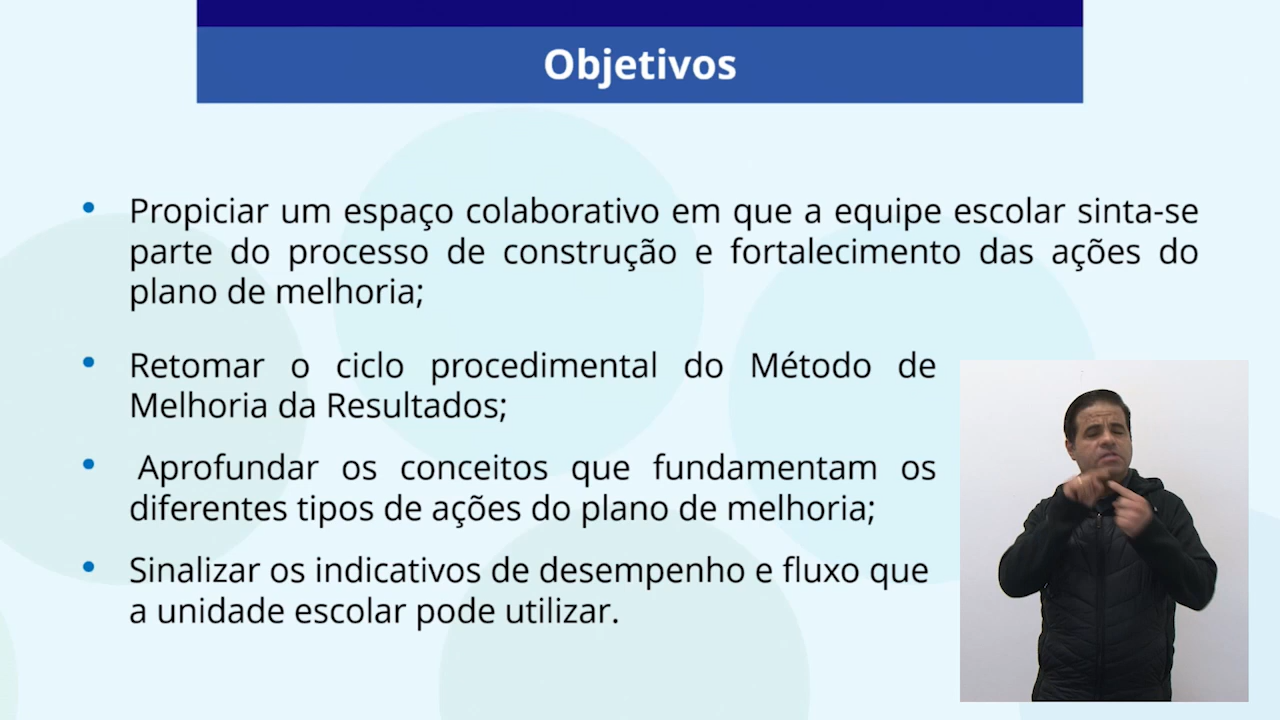 Objetivos
• Propiciar um espaço colaborativo em que a equipe escolar sinta-se
parte do processo de construção e fortalecimento das ações do
plano de melhoria;
• Retomar o ciclo procedimental do Método de
Melhoria da Resultados;
• Aprofundar os conceitos que fundamentam os
diferentes tipos de ações do plano de melhoria;
• Sinalizar os indicativos de desempenho e fluxo que
a unidade escolar pode utilizar.